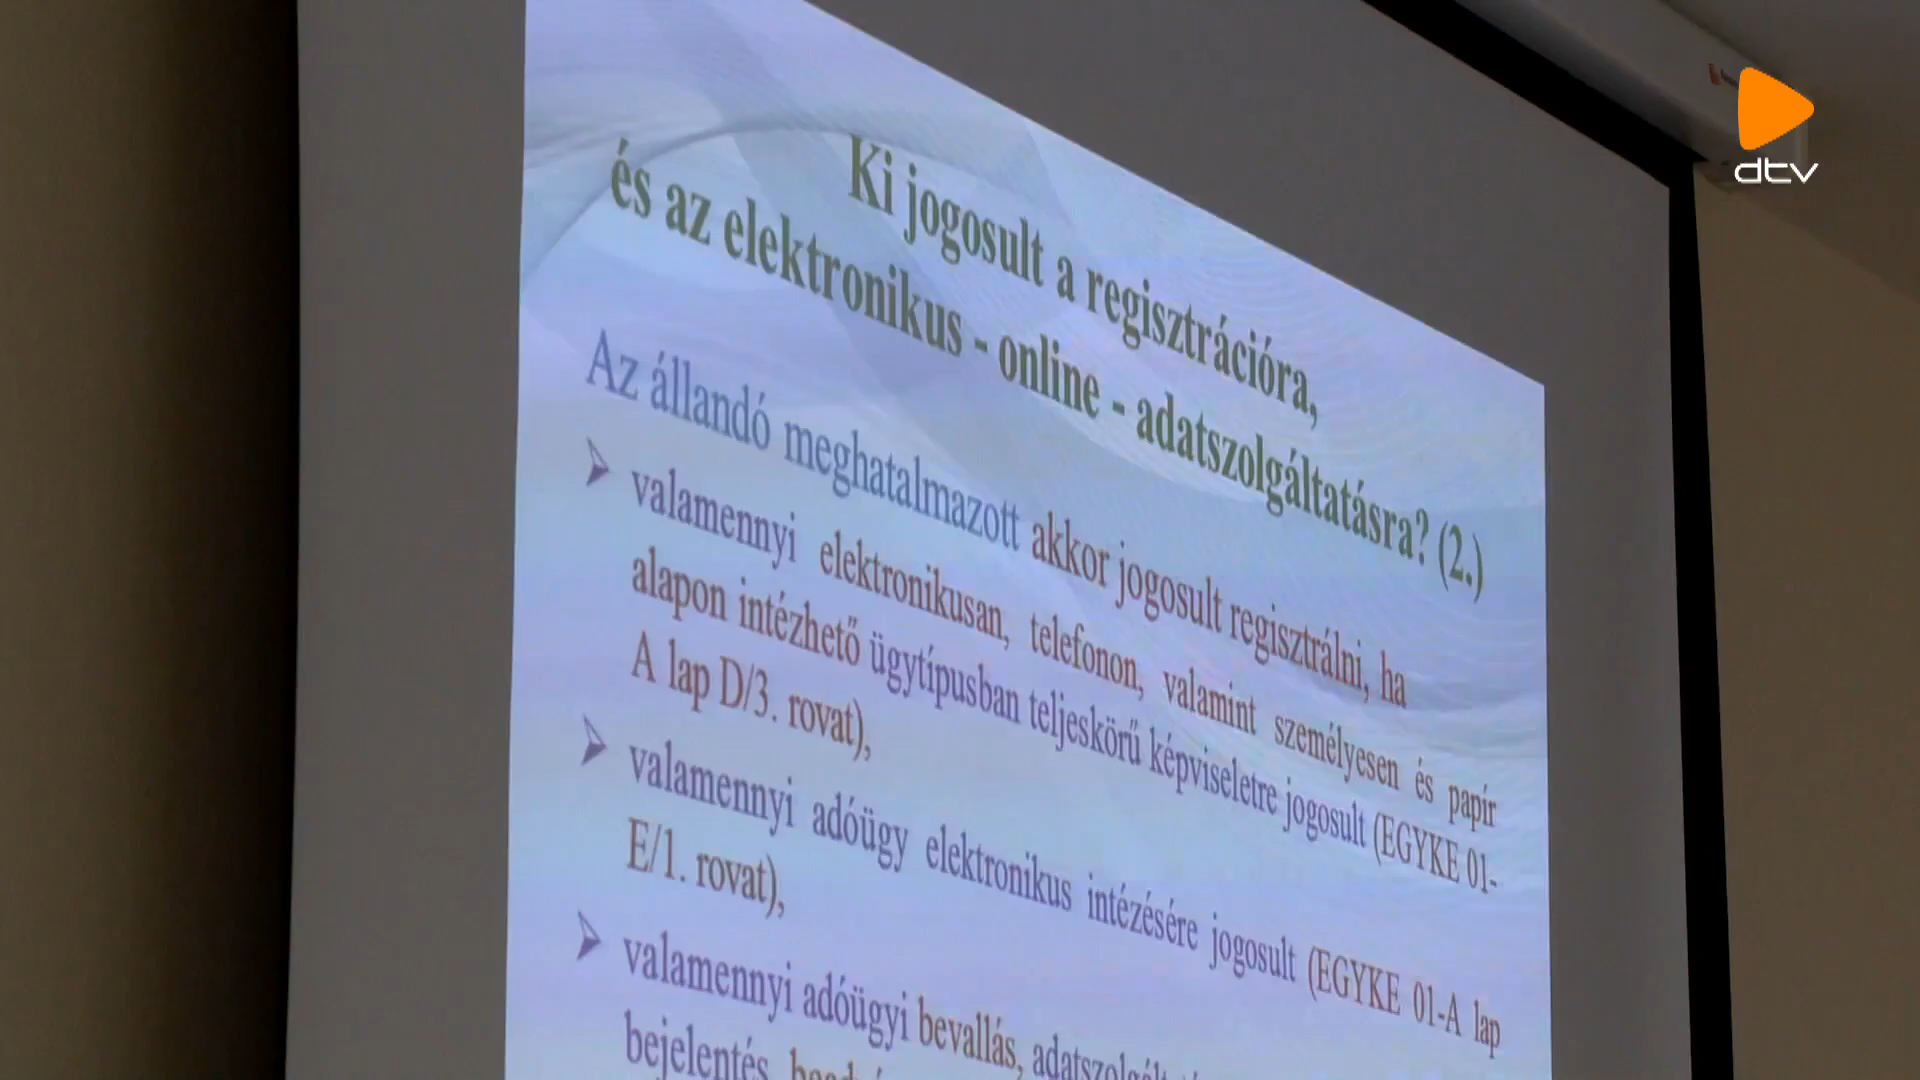 Ki jogosult a regisztrációra,
és az elektronikus - online - adatszolgáltatásra? (2.)
Az állandó meghatalmazott akkor jogosult regisztrálni, ha
valamennyi elektronikusan, telefonon, valamint személyesen és papír
alapon intézhető ügytípusban teljeskörű képviseletre jogosult (EGYKE 01-
A lap D/3. rovat),
valamennyi adóügy elektronikus intézésére jogosult (EGYKE 01-A lap
E/1. rovat),
valamennyi adóügyi bevallás,
bejelentés,
dtv